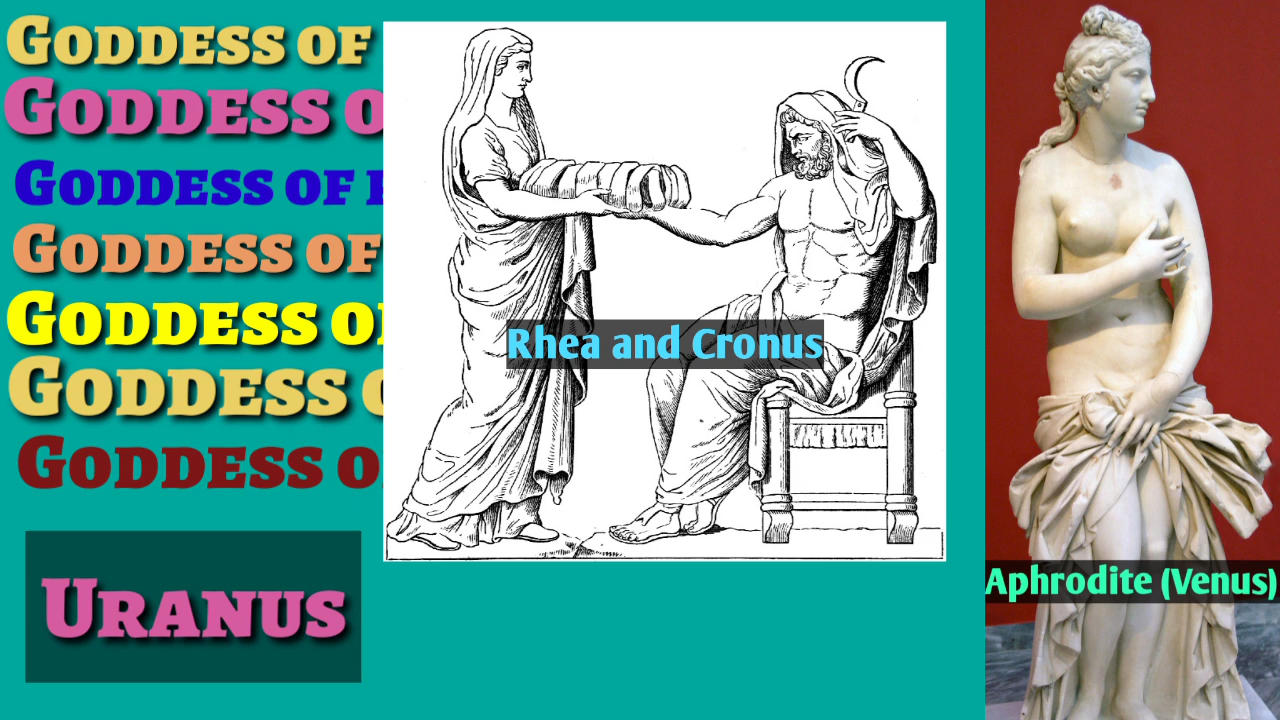 GODDESS OF
GODDESS
GODDESS OF
GODDESS OF
GODDESS
GODDESS
GODDESS
URANUS
Rhea and Cronus
Aphrodite (Venus)